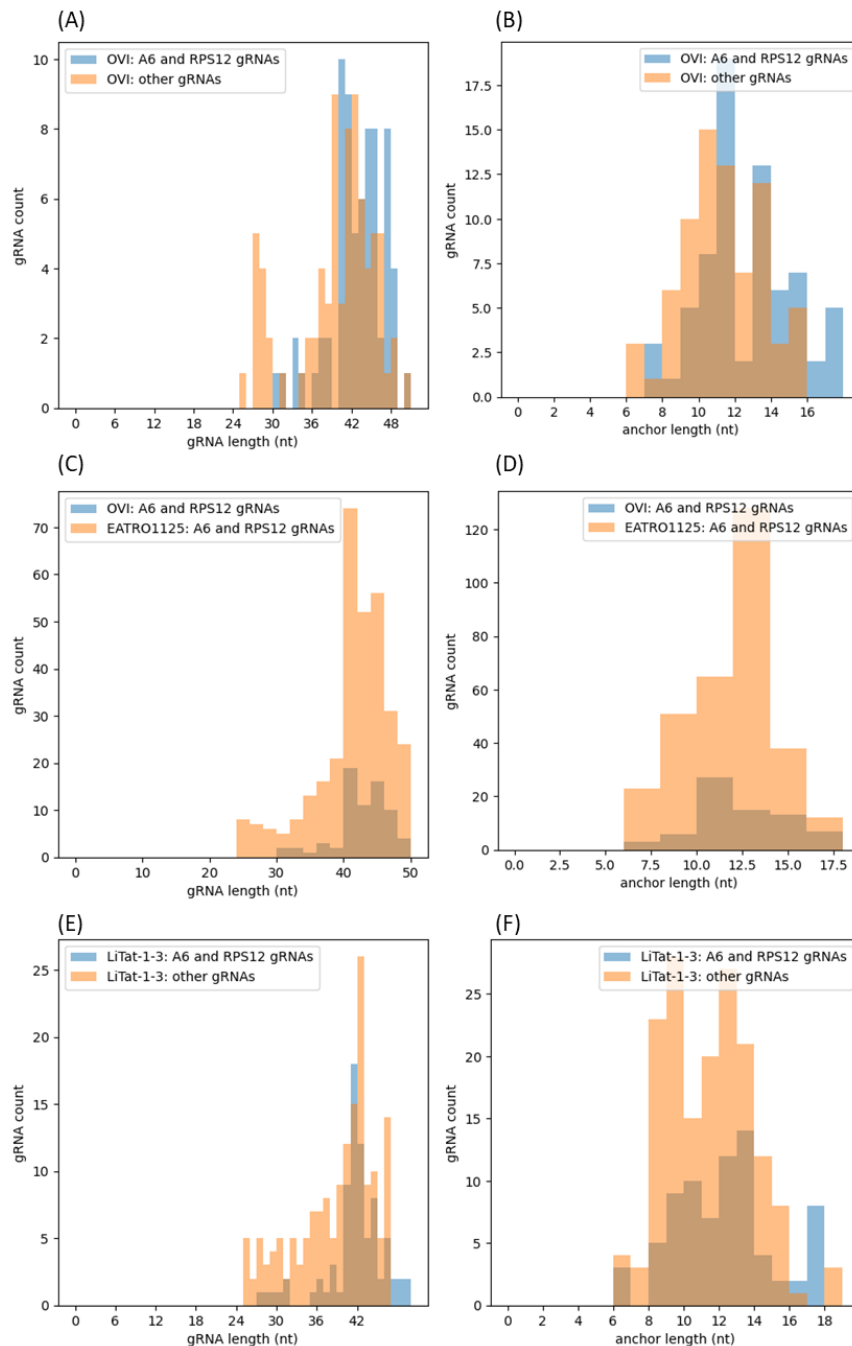 (A)
OVI: A6 and RPS12 gRNAs
OVI: other gRNAs
10
8
6
4
2
0
gRNA count
0 6 12 18 24 30 36 42 48
gRNA length (nt)
(B)
OVI: A6 and RPS12 gRNAs
OVI: other gRNAs
17.5
15.0
12.5
10.0
7.5
5.0
2.5
0.0
gRNA count
0 2 4 6 8 10 12 14 16
anchor length (nt)
(C)
OVI: A6 and RPS12 gRNAs
EATRO1125: A6 and RPS12 gRNAs
70
60
50
40
30
20
10
0
gRNA count
0 10 20 30 40 50
gRNA length (nt)
(D)
OVI: A6 and RPS12 gRNAs
EATRO1125: A6 and RPS12 gRNAs
120
100
80
60
40
20
0
gRNA count
0.0 2.5 5.0 7.5 10.0 12.5 15.0 17.5
anchor length (nt)
(E)
LiTat-1-3: A6 and RPS12 gRNAs
LiTat-1-3: other gRNAs
25
20
15
10
5
0
gRNA count
0 6 12 18 24 30 36 42
gRNA length (nt)
(F)
LiTat-1-3: A6 and RPS12 gRNAs
LiTat-1-3: other gRNAs
25
20
15
10
5
0
gRNA count
0 2 4 6 8 10 12 14 16 18
anchor length (nt)